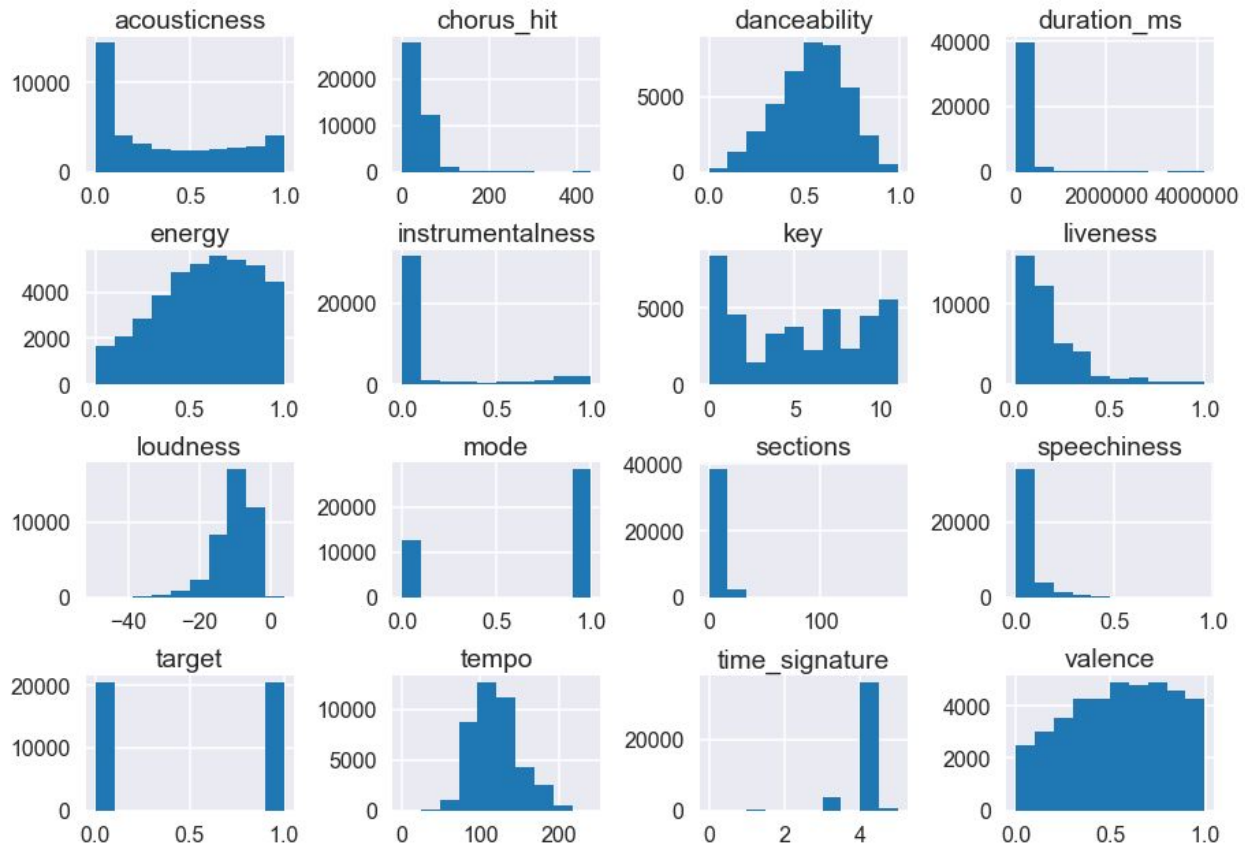 acousticness chorus_hit danceability duration_ms
10000 0 0.0 0.5 1.0
20000 10000 0 0 200 400
5000 0 0.0 0.5 1.0
40000 20000 0 0 2000000 4000000
energy instrumentalness key liveness
4000 2000 0 0.0 0.5 1.0
20000 0 0.0 0.5 1.0
5000 0 0 5 10
10000 0 0.0 0.5 1.0
loudness mode sections speechiness
10000 0 −40 −20 0
20000 10000 0 0.0 0.5 1.0
40000 20000 0 0 100
20000 0 0.0 0.5 1.0
target tempo time_signature valence
20000 10000 0 0.0 0.5 1.0
10000 5000 0 0 100 200
20000 0 0 2 4
4000 2000 0 0.0 0.5 1.0